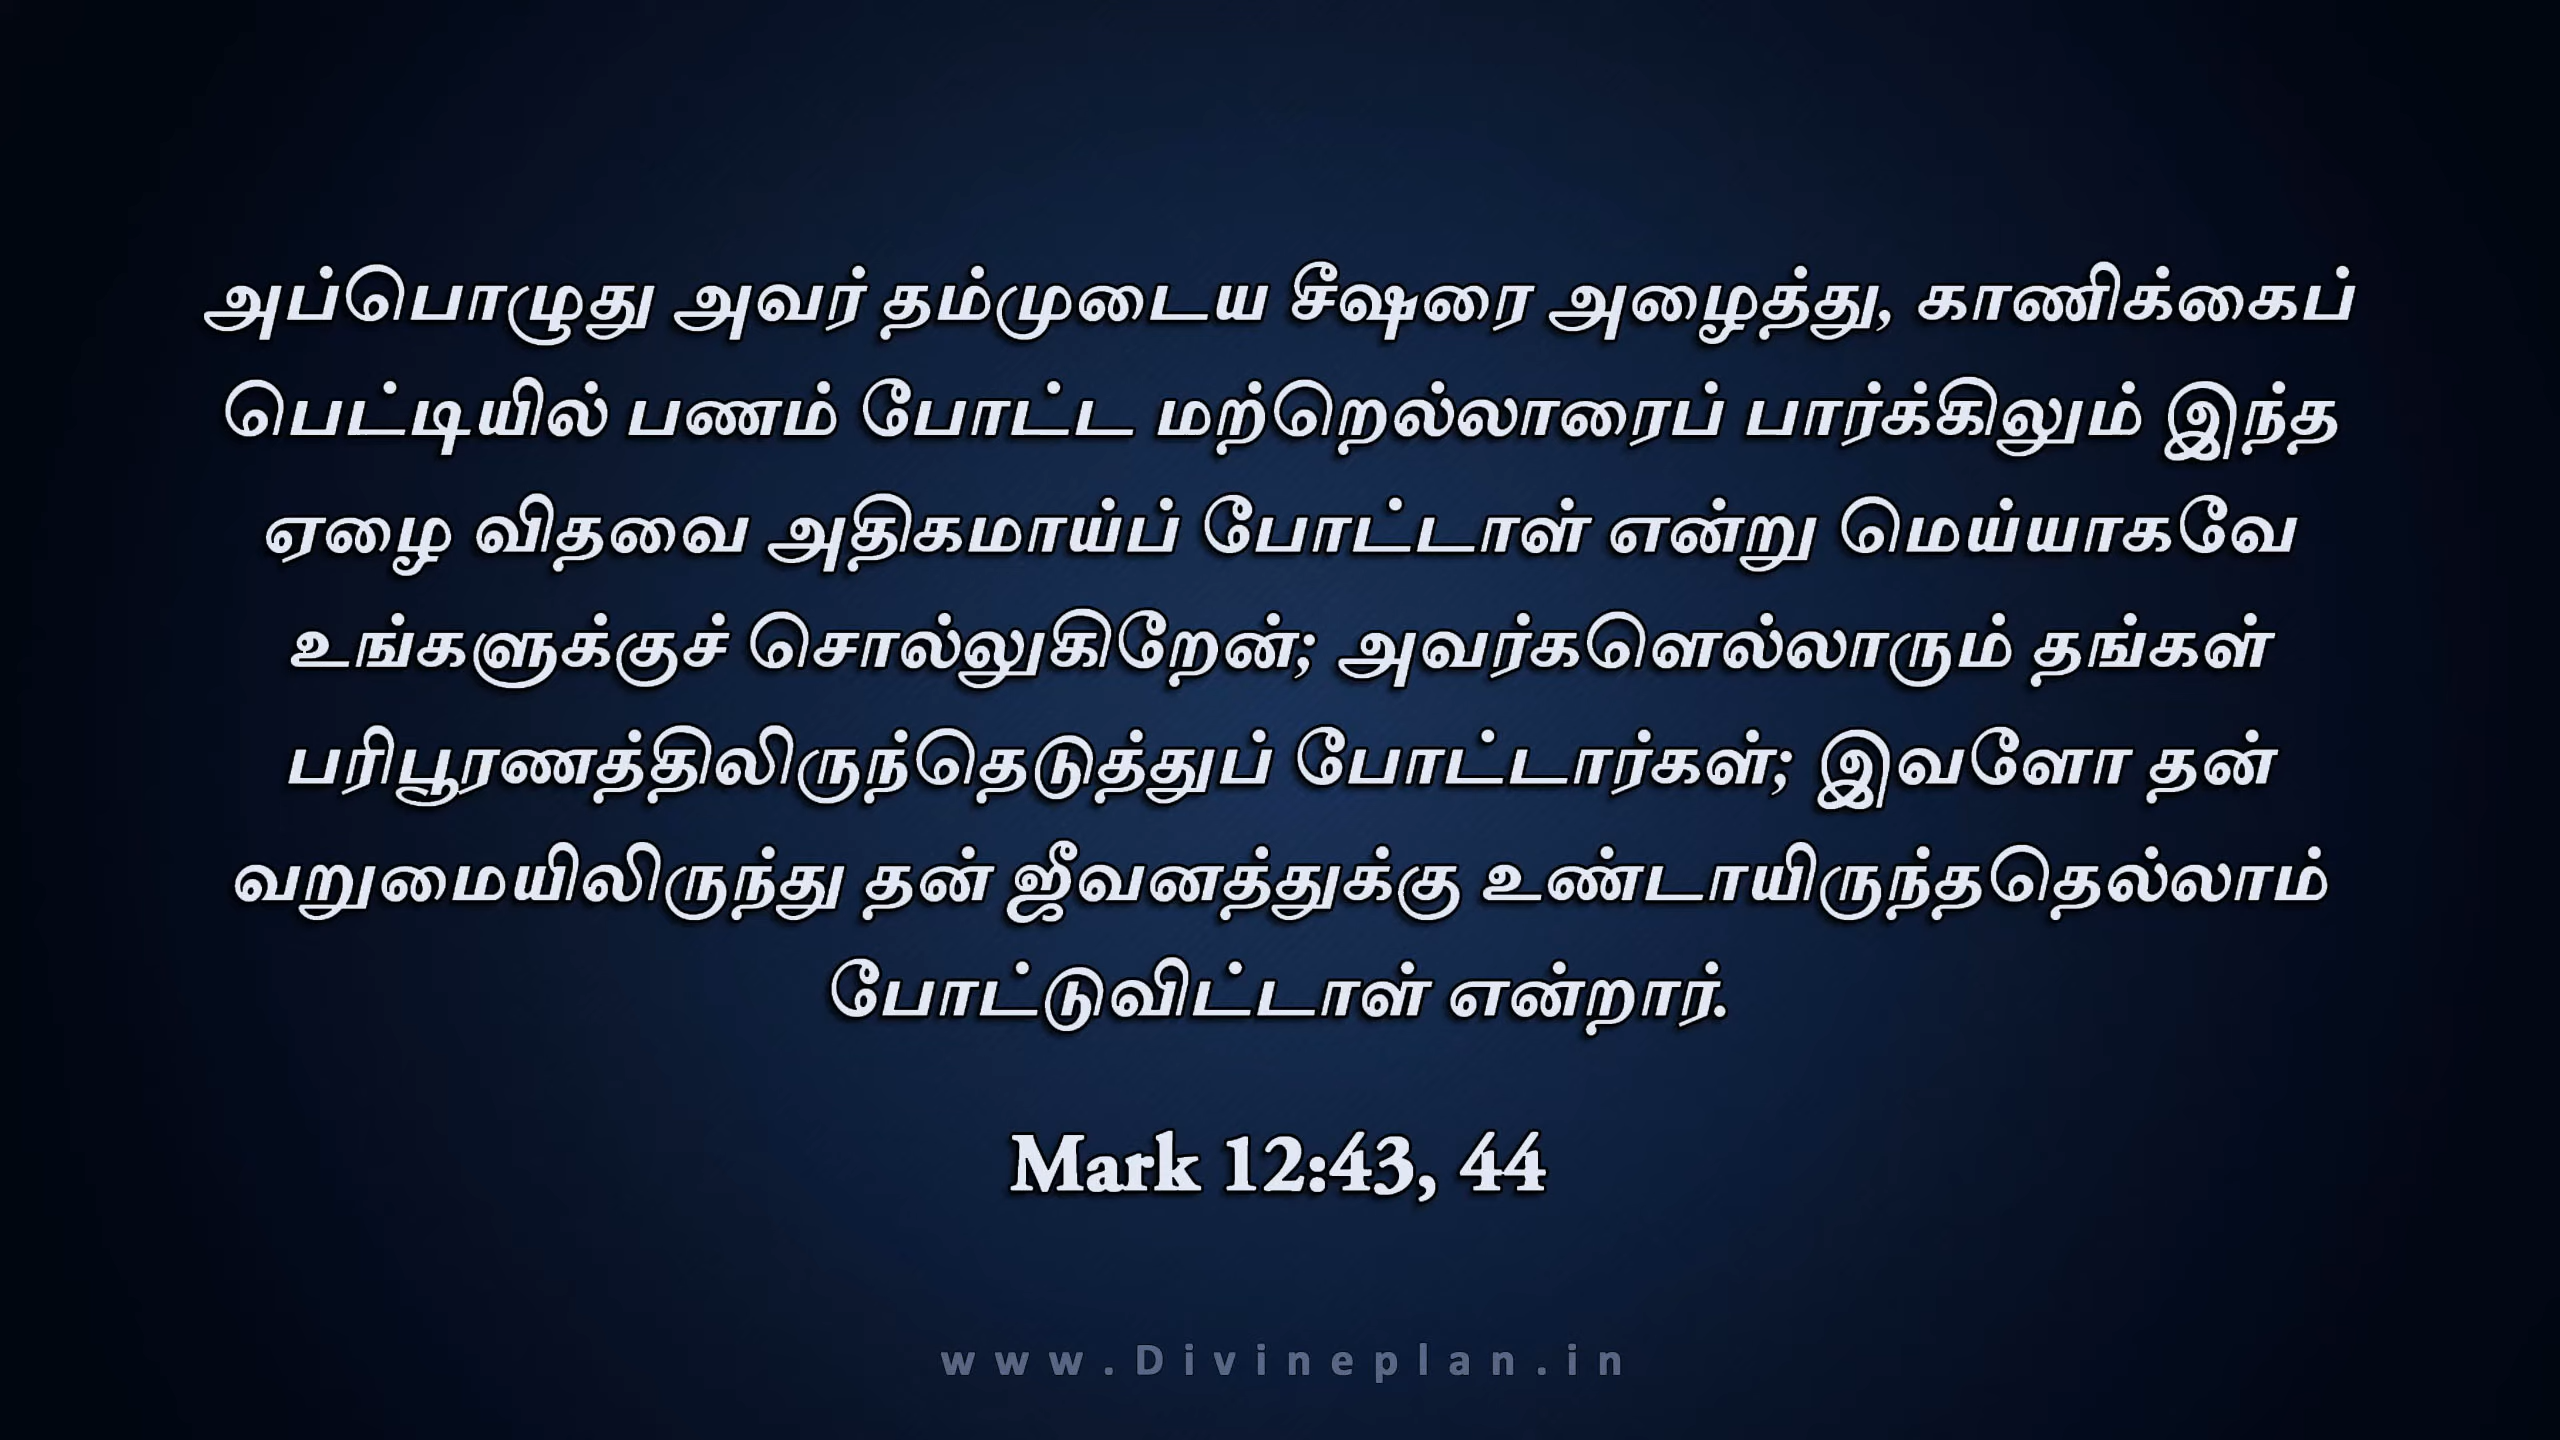 அப்பொழுது அவர் தம்முடைய சீஷரை அழைத்து, காணிக்கைப்
பெட்டியில் பணம் போட்ட மற்றெல்லாரைப் பார்க்கிலும் இந்த
ஏழை விதவை அதிகமாய்ப் போட்டாள் என்று மெய்யாகவே
உங்களுக்குச் சொல்லுகிறேன்; அவர்களெல்லாரும் தங்கள்
பரிபூரணத்திலிருந்தெடுத்துப் போட்டார்கள்; இவளோ தன்
வறுமையிலிருந்து தன் ஜீவனத்துக்கு உண்டாயிருந்ததெல்லாம்
போட்டுவிட்டாள் என்றார்.
Mark 12:43, 44
www.Divineplan.in